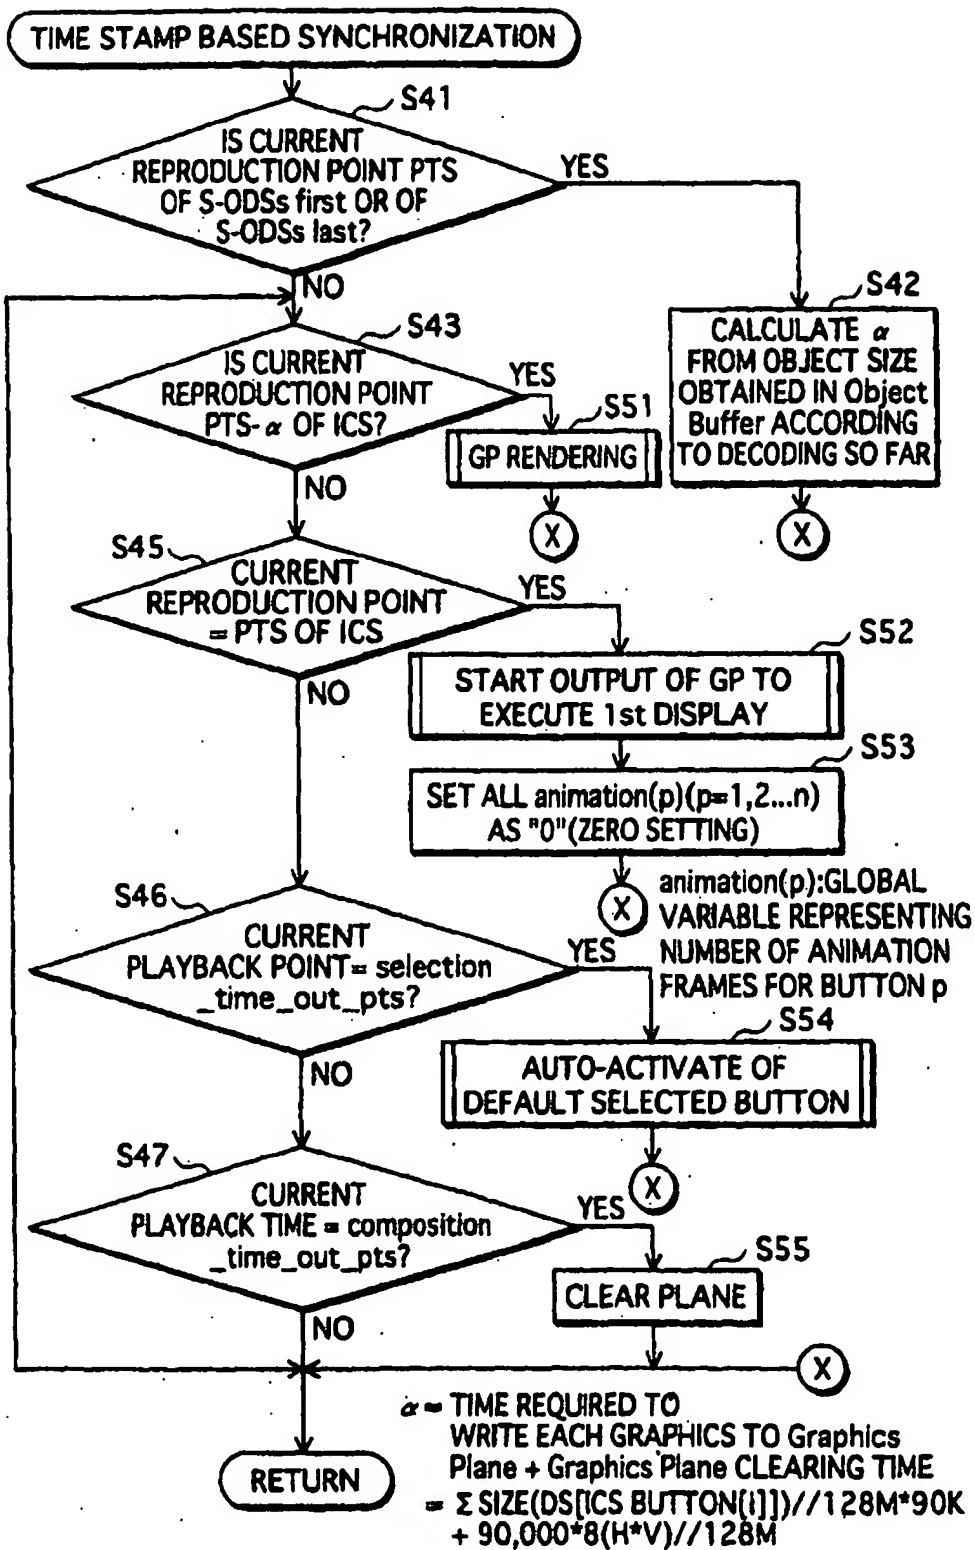 TIME STAMP BASED SYNCHRONIZATION
S41
IS CURRENT
REPRODUCTION POINT PTS
OF S-ODSs first OR OF
S-ODSs last?
YES
NO
S42
CALCULATE α
FROM OBJECT SIZE
OBTAINED IN Object
Buffer ACCORDING
TO DECODING SO FAR
X
S43
IS CURRENT
REPRODUCTION POINT
PTS-α OF ICS?
YES
NO
S51
GP RENDERING
X
S45
CURRENT
REPRODUCTION POINT
= PTS OF ICS
YES
NO
S52
START OUTPUT OF GP TO
EXECUTE 1st DISPLAY
S53
SET ALL animation(p)(p=1,2...n)
AS "0"(ZERO SETTING)
X
animation(p):GLOBAL
VARIABLE REPRESENTING
NUMBER OF ANIMATION
FRAMES FOR BUTTON p
S46
CURRENT
PLAYBACK POINT= selection
_time_out_pts?
YES
NO
S54
AUTO-ACTIVATE OF
DEFAULT SELECTED BUTTON
X
S47
CURRENT
PLAYBACK TIME = composition
_time_out_pts?
YES
NO
S55
CLEAR PLANE
X
RETURN
α = TIME REQUIRED TO
WRITE EACH GRAPHICS TO Graphics
Plane + Graphics Plane CLEARING TIME
= Σ SIZE(DS[ICS BUTTON[i]])//128M*90K
+ 90,000*8(H*V)//128M